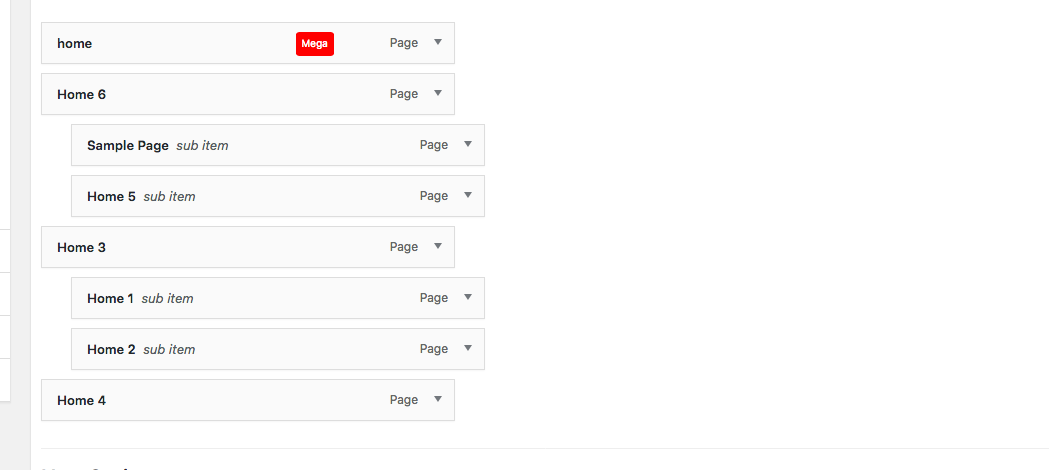 home Mega Page
Home 6 Page
Sample Page sub item Page
Home 5 sub item Page
Home 3 Page
Home 1 sub item Page
Home 2 sub item Page
Home 4 Page